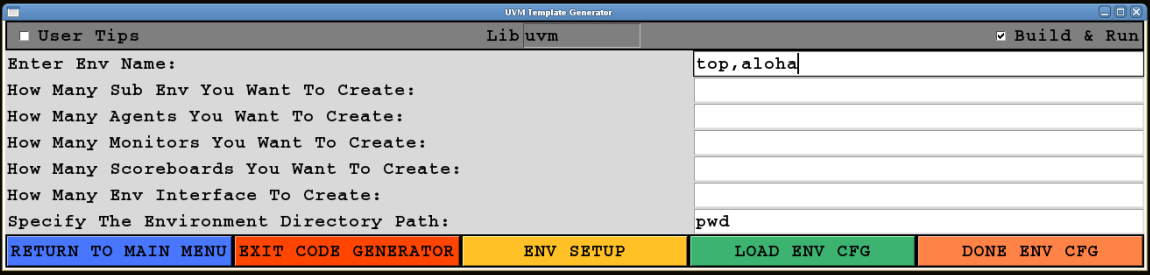 UVM Template Generator
User Tips Lib uvm Build & Run
Enter Env Name: top,aloha
How Many Sub Env You Want To Create:
How Many Agents You Want To Create:
How Many Monitors You Want To Create:
How Many Scoreboards You Want To Create:
How Many Env Interface To Create:
Specify The Environment Directory Path: pwd
RETURN TO MAIN MENU EXIT CODE GENERATOR ENV SETUP LOAD ENV CFG DONE ENV CFG